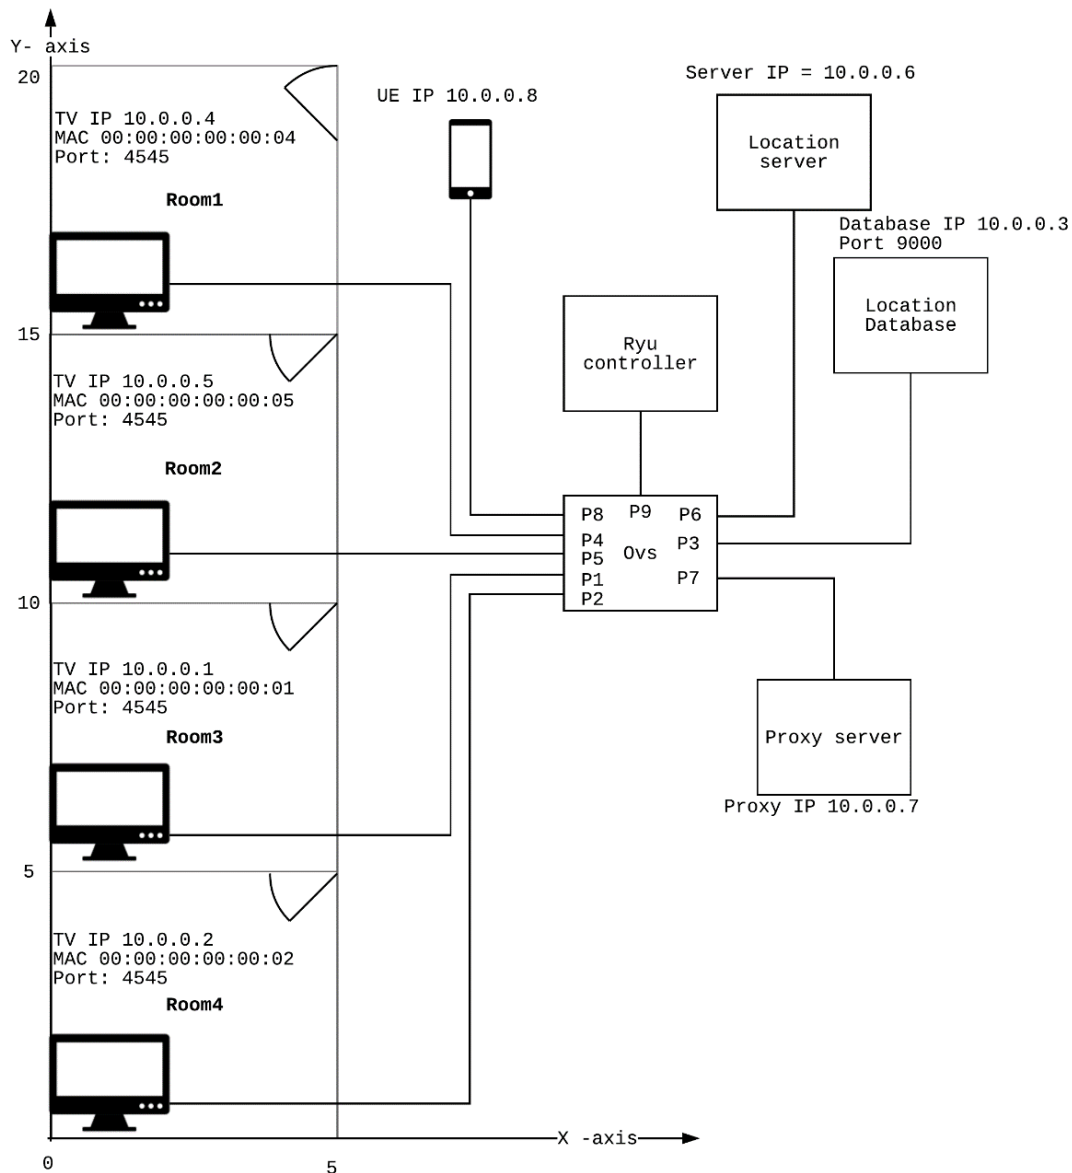 Y- axis
20
TV IP 10.0.0.4
MAC 00:00:00:00:00:04
Port: 4545
Room1
15
TV IP 10.0.0.5
MAC 00:00:00:00:00:05
Port: 4545
Room2
10
TV IP 10.0.0.1
MAC 00:00:00:00:00:01
Port: 4545
Room3
5
TV IP 10.0.0.2
MAC 00:00:00:00:00:02
Port: 4545
Room4
0
5
X -axis
UE IP 10.0.0.8
Server IP = 10.0.0.6
Location
server
Database IP 10.0.0.3
Port 9000
Location
Database
Ryu
controller
P8
P9
P6
P4
P5
Ovs
P3
P1
P7
P2
Proxy server
Proxy IP 10.0.0.7